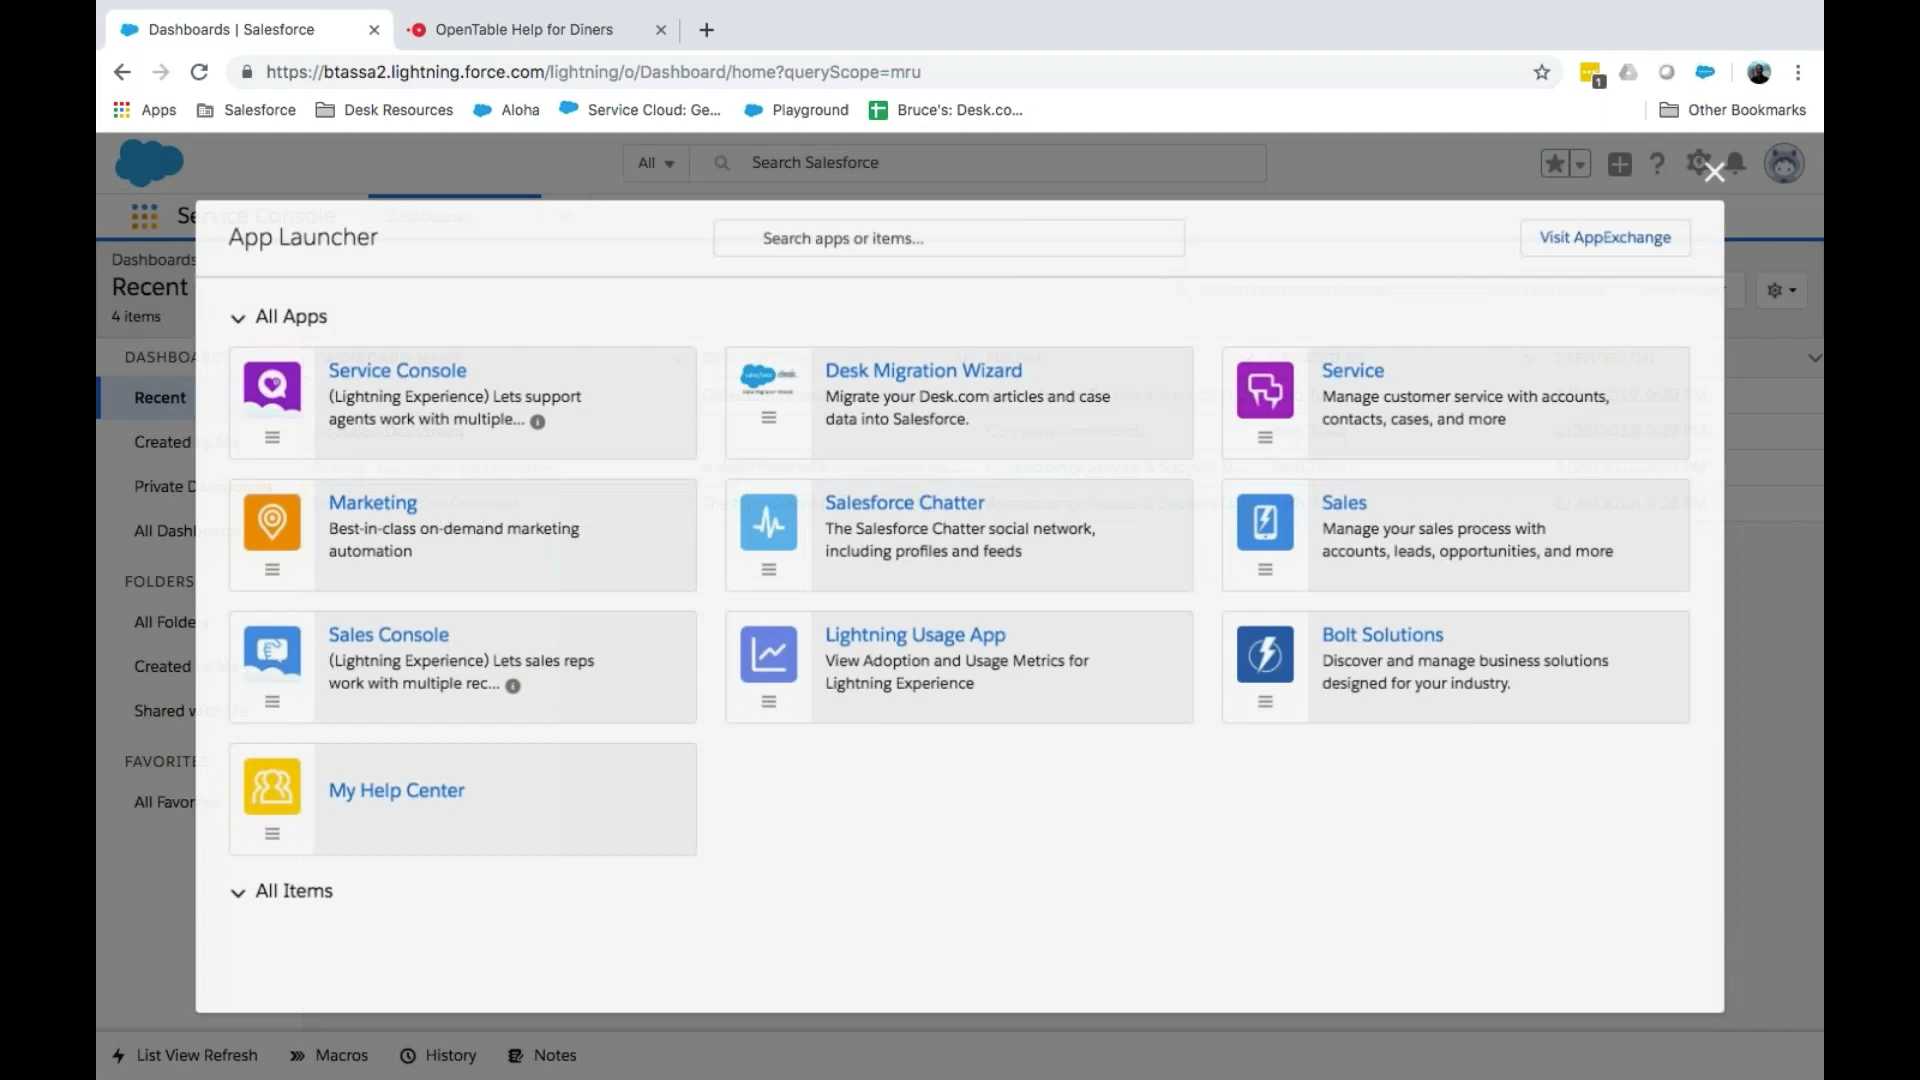 Dashboards | Salesforce
OpenTable Help for Diners
https://btassa2.lightning.force.com/lightning/o/Dashboard/home?queryScope=mru
1
Apps
Salesforce
Desk Resources
Aloha
Service Cloud: Ge...
Playground
Bruce's: Desk.co...
Other Bookmarks
All
Search Salesforce
Service Console
App Launcher
Search apps or items...
Visit AppExchange
Dashboards
Recent
4 items
All Apps
DASHBOA
Recent
Created
Private D
All Dash
FOLDERS
All Folde
Created
Shared w
FAVORITE
All Favor
Service Console
(Lightning Experience) Lets support
agents work with multiple...
Desk Migration Wizard
Migrate your Desk.com articles and case
data into Salesforce.
Service
Manage customer service with accounts,
contacts, cases, and more
Marketing
Best-in-class on-demand marketing
automation
Salesforce Chatter
The Salesforce Chatter social network,
including profiles and feeds
Sales
Manage your sales process with
accounts, leads, opportunities, and more
Sales Console
(Lightning Experience) Lets sales reps
work with multiple rec...
Lightning Usage App
View Adoption and Usage Metrics for
Lightning Experience
Bolt Solutions
Discover and manage business solutions
designed for your industry.
My Help Center
All Items
List View Refresh
Macros
History
Notes